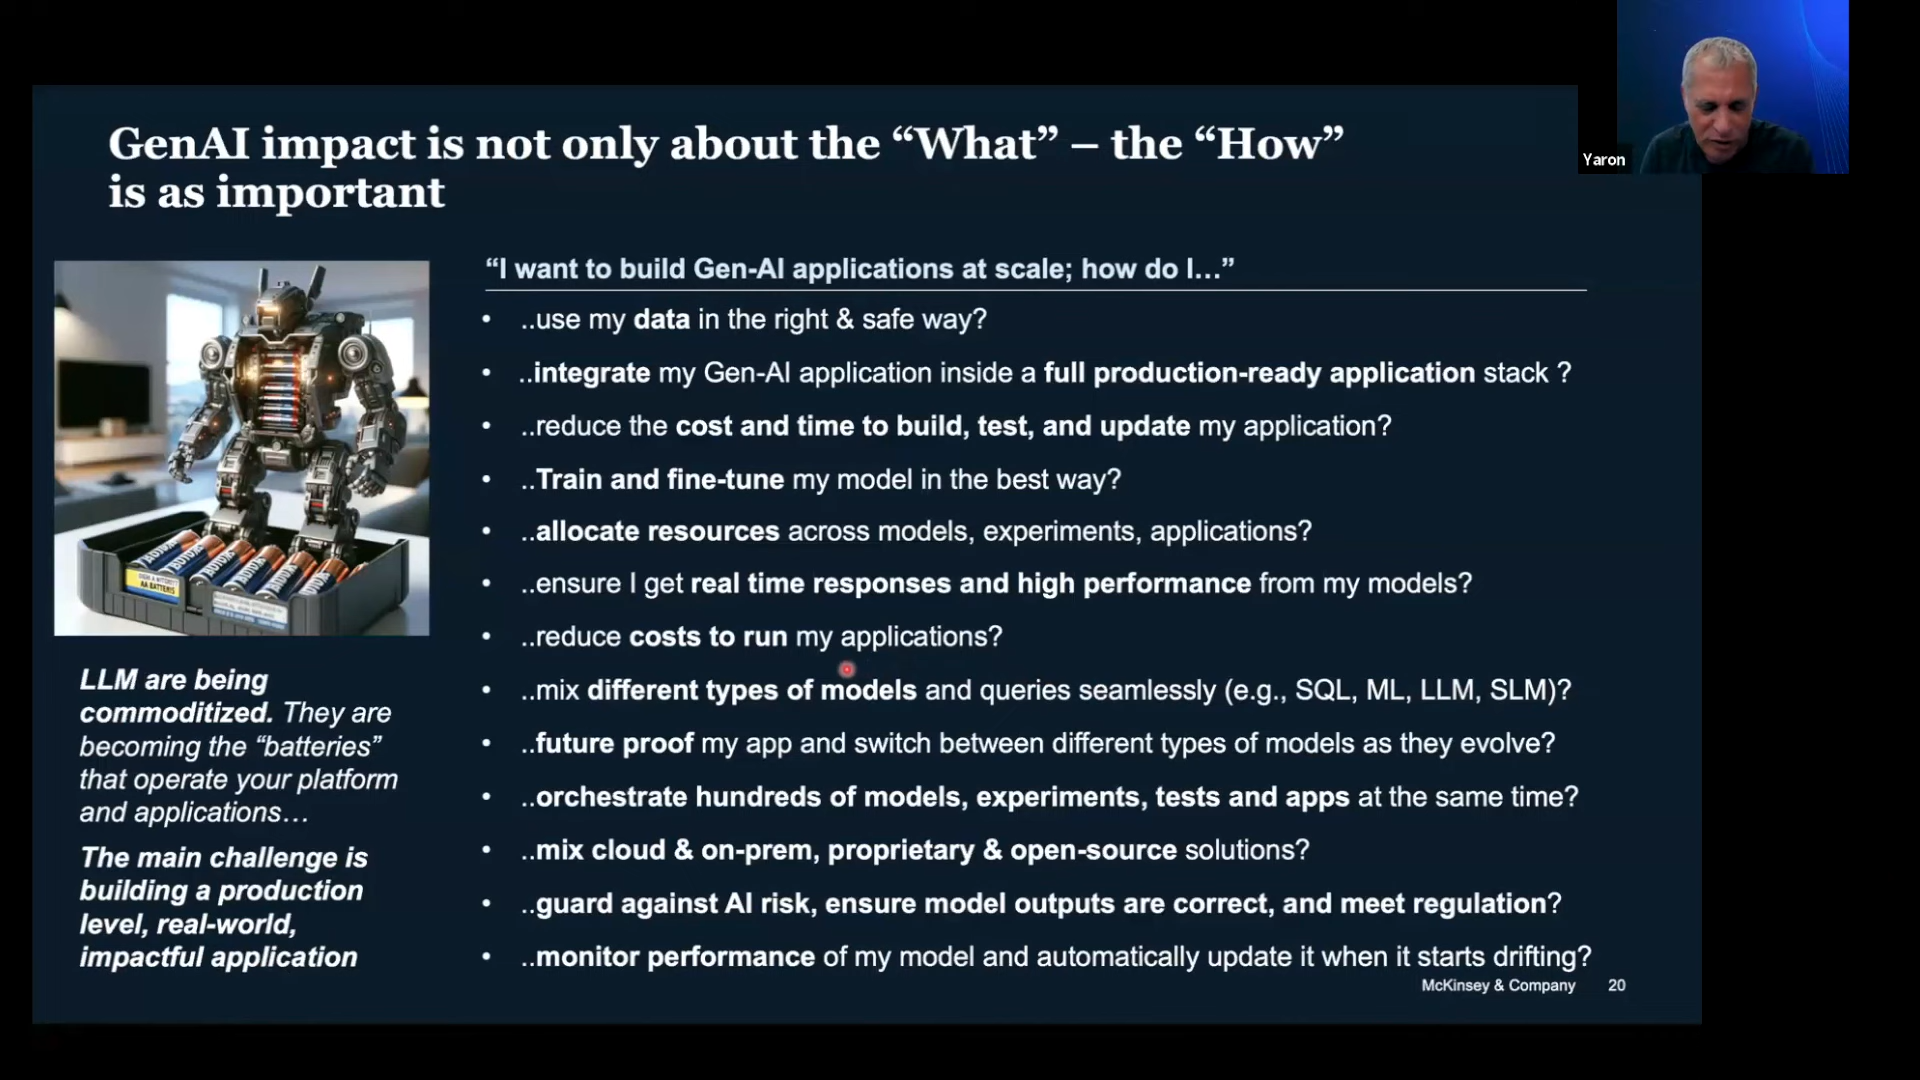 Yaron
GenAI impact is not only about the “What” – the “How”
is as important
“I want to build Gen-AI applications at scale; how do I…”
• ..use my data in the right & safe way?
• ..integrate my Gen-AI application inside a full production-ready application stack ?
• ..reduce the cost and time to build, test, and update my application?
• ..Train and fine-tune my model in the best way?
• ..allocate resources across models, experiments, applications?
• ..ensure I get real time responses and high performance from my models?
• ..reduce costs to run my applications?
• ..mix different types of models and queries seamlessly (e.g., SQL, ML, LLM, SLM)?
• ..future proof my app and switch between different types of models as they evolve?
• ..orchestrate hundreds of models, experiments, tests and apps at the same time?
• ..mix cloud & on-prem, proprietary & open-source solutions?
• ..guard against AI risk, ensure model outputs are correct, and meet regulation?
• ..monitor performance of my model and automatically update it when it starts drifting?
LLM are being
commoditized. They are
becoming the “batteries”
that operate your platform
and applications…
The main challenge is
building a production
level, real-world,
impactful application
McKinsey & Company 20